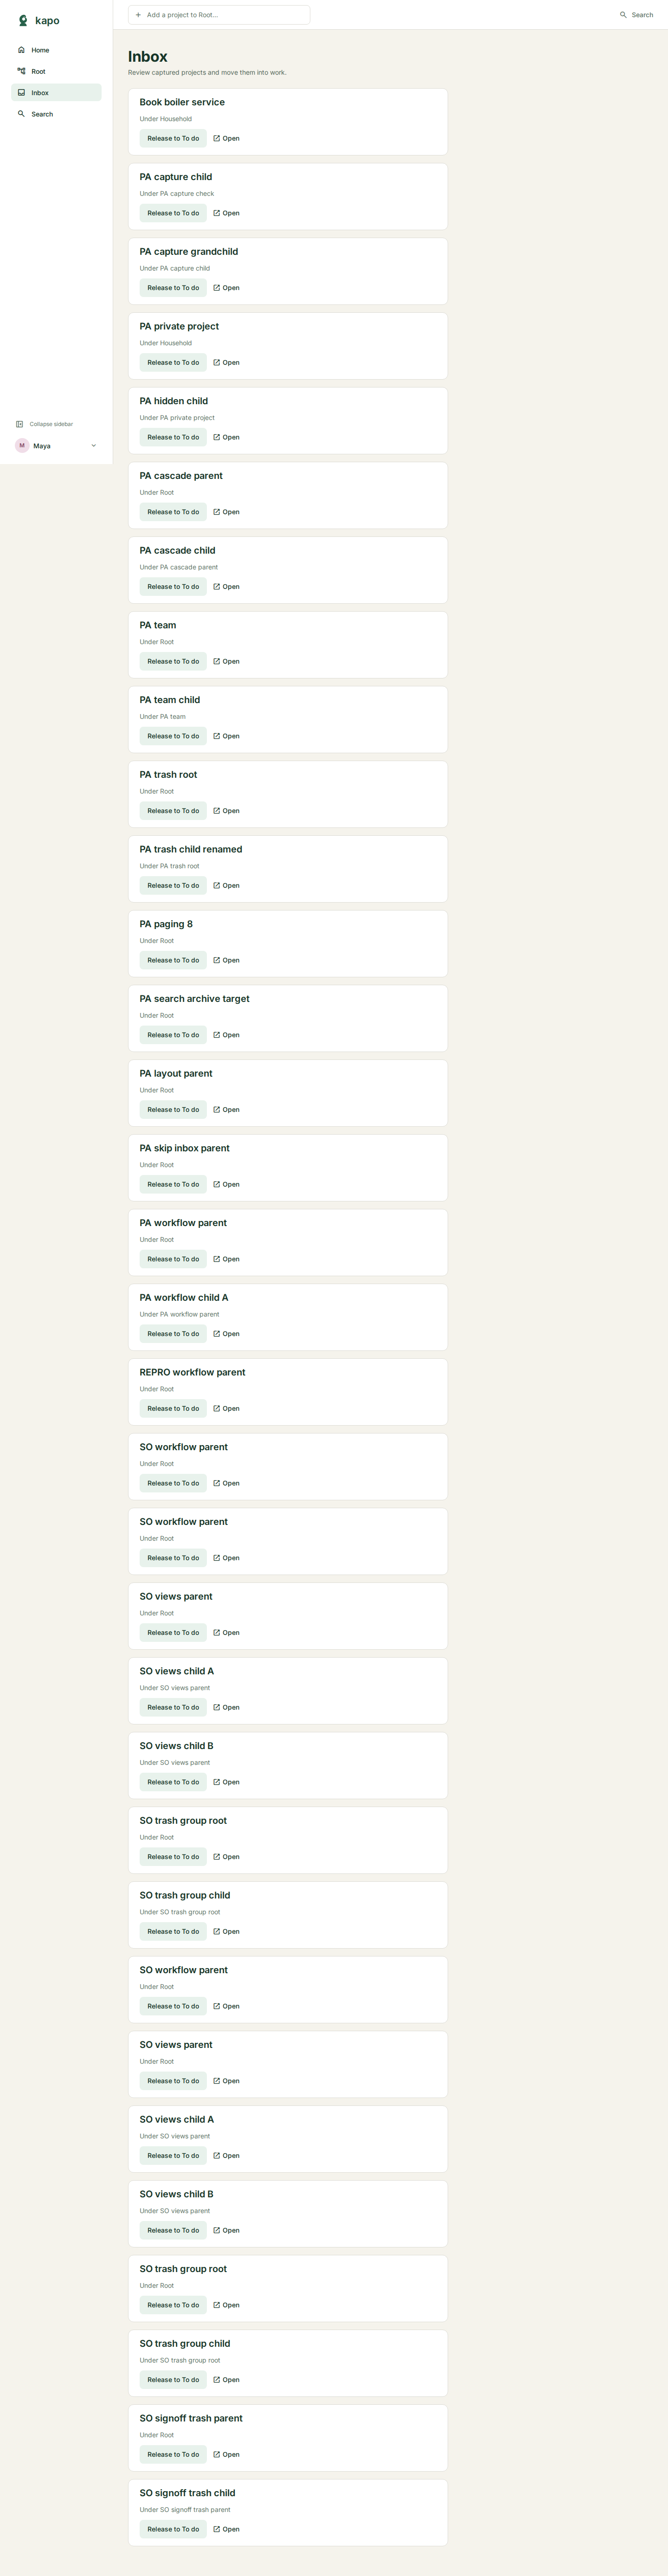 kapo
Home
Root
Inbox
Search
Collapse sidebar
M Maya
Add a project to Root...
Search
Inbox
Review captured projects and move them into work.
Book boiler service
Under Household
Release to To do Open
PA capture child
Under PA capture check
Release to To do Open
PA capture grandchild
Under PA capture child
Release to To do Open
PA private project
Under Household
Release to To do Open
PA hidden child
Under PA private project
Release to To do Open
PA cascade parent
Under Root
Release to To do Open
PA cascade child
Under PA cascade parent
Release to To do Open
PA team
Under Root
Release to To do Open
PA team child
Under PA team
Release to To do Open
PA trash root
Under Root
Release to To do Open
PA trash child renamed
Under PA trash root
Release to To do Open
PA paging 8
Under Root
Release to To do Open
PA search archive target
Under Root
Release to To do Open
PA layout parent
Under Root
Release to To do Open
PA skip inbox parent
Under Root
Release to To do Open
PA workflow parent
Under Root
Release to To do Open
PA workflow child A
Under PA workflow parent
Release to To do Open
REPRO workflow parent
Under Root
Release to To do Open
SO workflow parent
Under Root
Release to To do Open
SO workflow parent
Under Root
Release to To do Open
SO views parent
Under Root
Release to To do Open
SO views child A
Under SO views parent
Release to To do Open
SO views child B
Under SO views parent
Release to To do Open
SO trash group root
Under Root
Release to To do Open
SO trash group child
Under SO trash group root
Release to To do Open
SO workflow parent
Under Root
Release to To do Open
SO views parent
Under Root
Release to To do Open
SO views child A
Under SO views parent
Release to To do Open
SO views child B
Under SO views parent
Release to To do Open
SO trash group root
Under Root
Release to To do Open
SO trash group child
Under SO trash group root
Release to To do Open
SO signoff trash parent
Under Root
Release to To do Open
SO signoff trash child
Under SO signoff trash parent
Release to To do Open